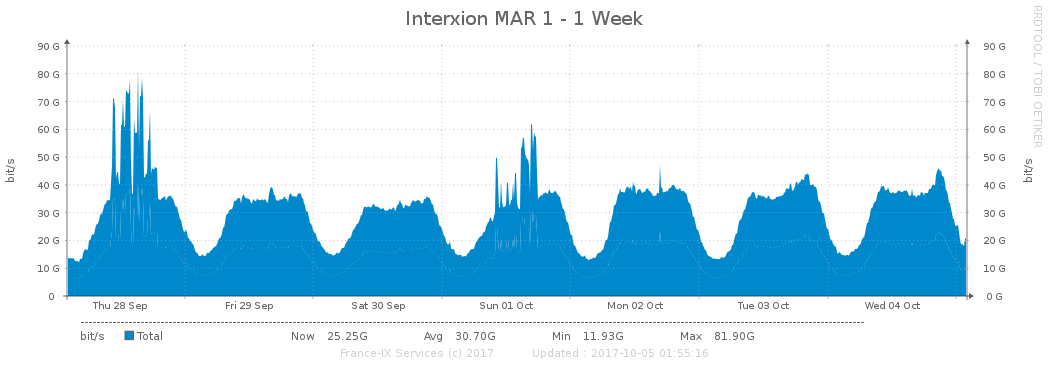 Interxion MAR 1 - 1 Week
RRDTOOL / TOBI OETIKER
90 G 90 G
80 G 80 G
70 G 70 G
60 G 60 G
50 G 50 G
40 G 40 G
30 G 30 G
20 G 20 G
10 G 10 G
0 0 G
bit/s
bit/s
Thu 28 Sep Fri 29 Sep Sat 30 Sep Sun 01 Oct Mon 02 Oct Tue 03 Oct Wed 04 Oct
bit/s Total Now 25.25G Avg 30.70G Min 11.93G Max 81.90G
France-IX Services (c) 2017 Updated : 2017-10-05 01:55:16